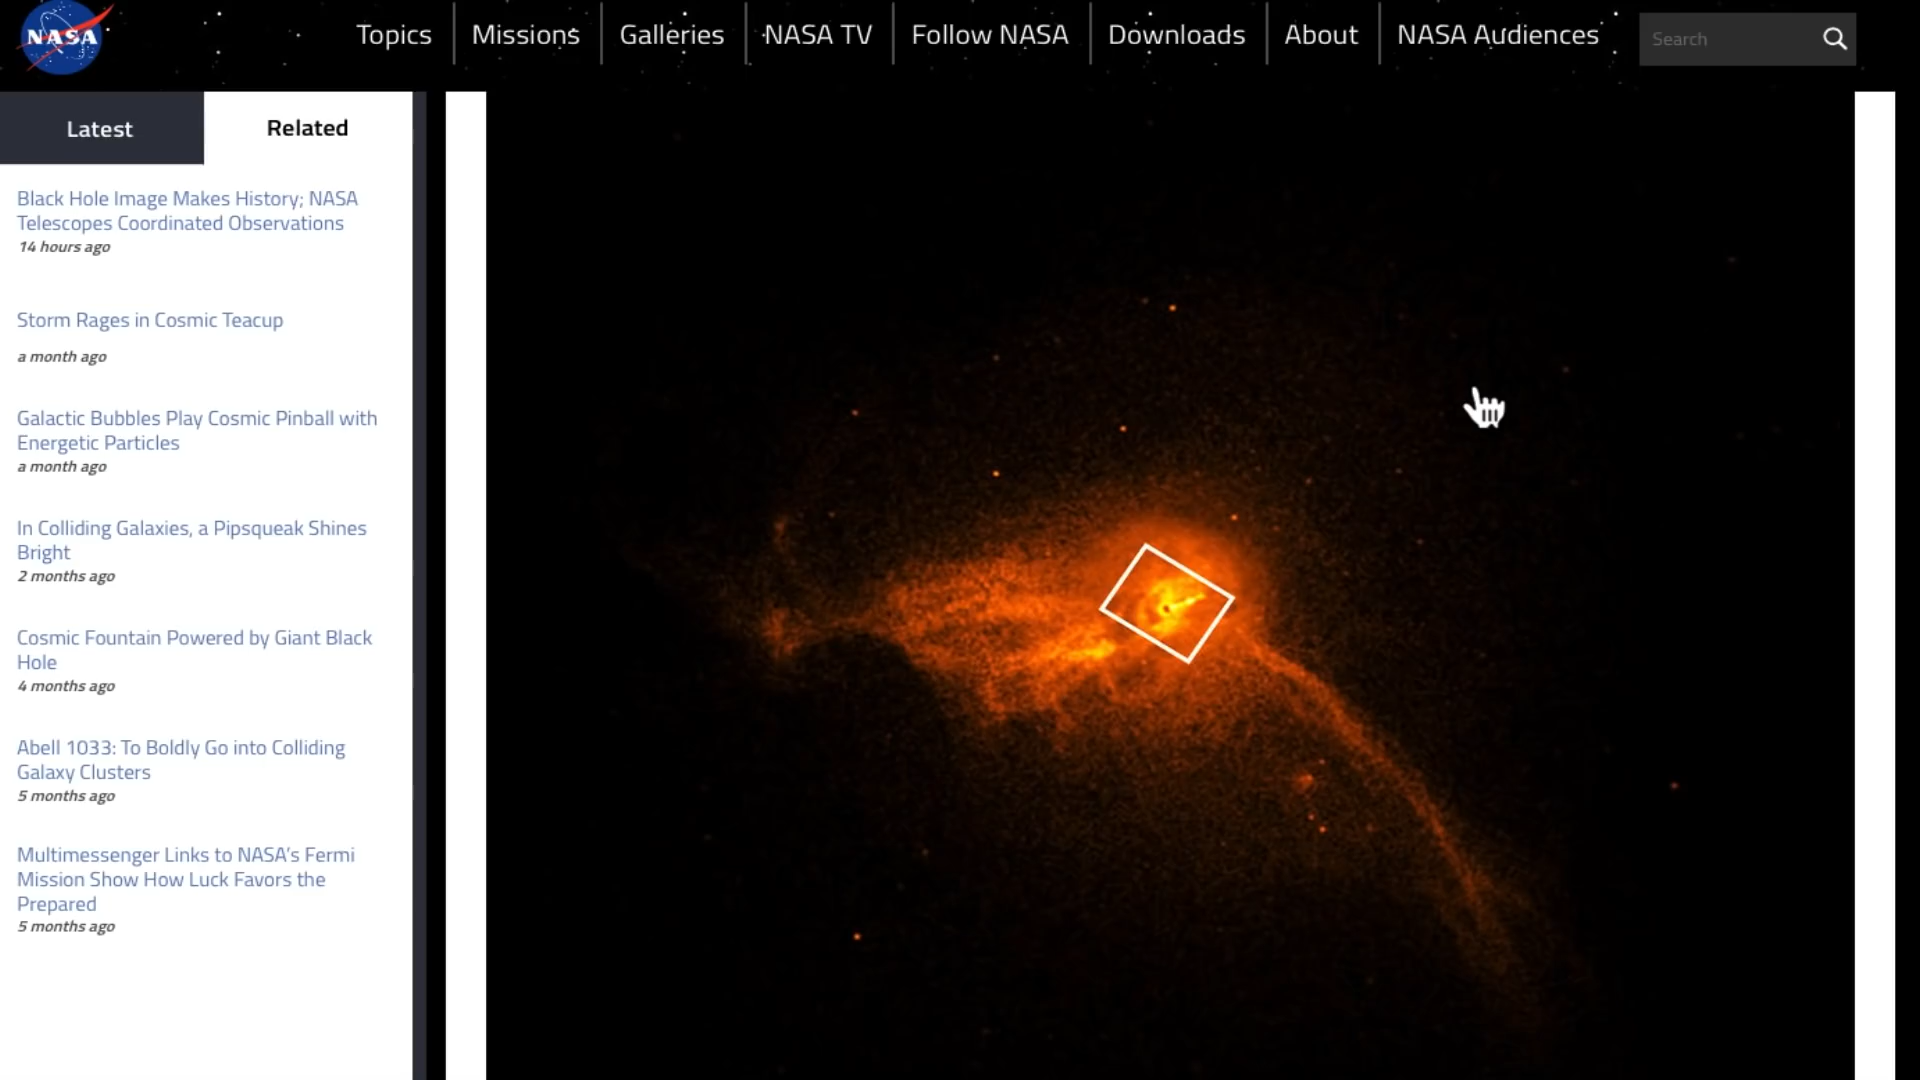 NASA
Topics
Missions
Galleries
NASA TV
Follow NASA
Downloads
About
NASA Audiences
Search
Latest
Related
Black Hole Image Makes History; NASA
Telescopes Coordinated Observations
14 hours ago
Storm Rages in Cosmic Teacup
a month ago
Galactic Bubbles Play Cosmic Pinball with
Energetic Particles
a month ago
In Colliding Galaxies, a Pipsqueak Shines
Bright
2 months ago
Cosmic Fountain Powered by Giant Black
Hole
4 months ago
Abell 1033: To Boldly Go into Colliding
Galaxy Clusters
5 months ago
Multimessenger Links to NASA’s Fermi
Mission Show How Luck Favors the
Prepared
5 months ago